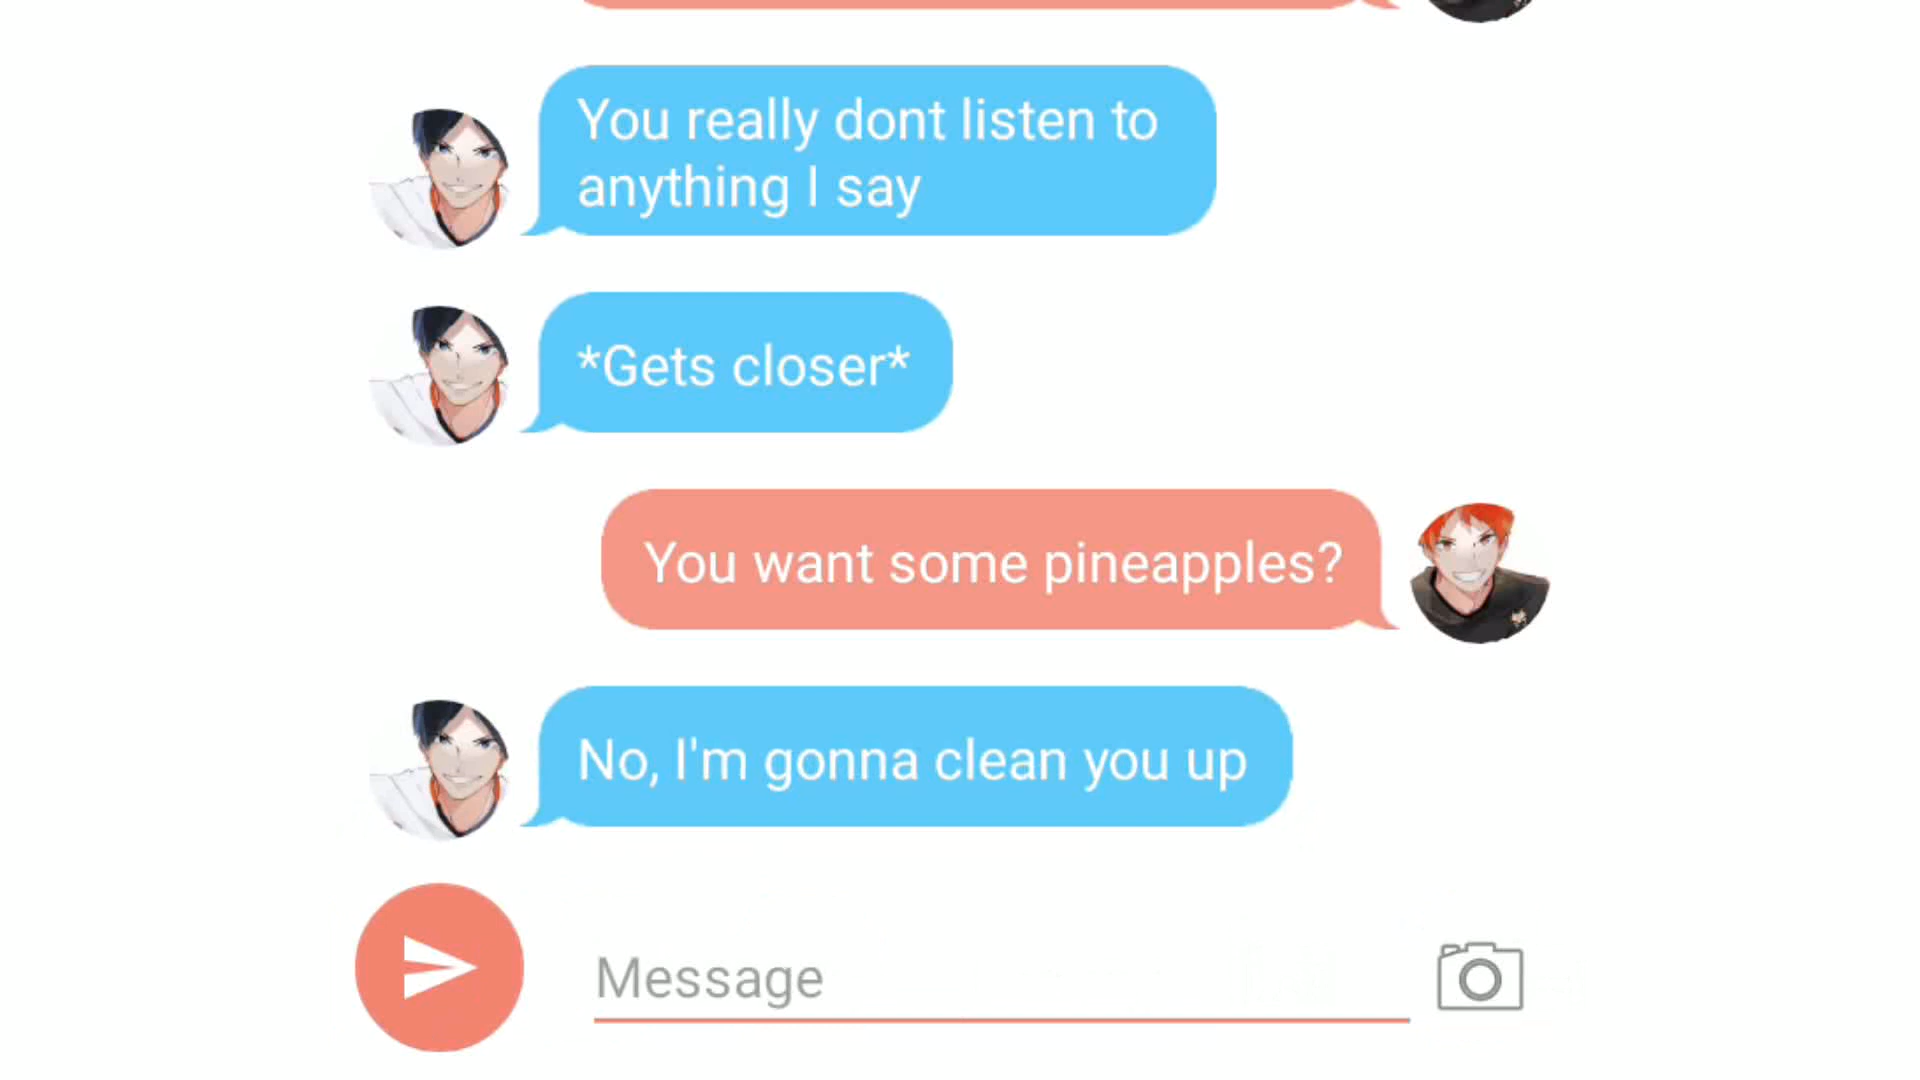 You really dont listen to
anything I say
*Gets closer*
You want some pineapples?
No, I'm gonna clean you up
Message